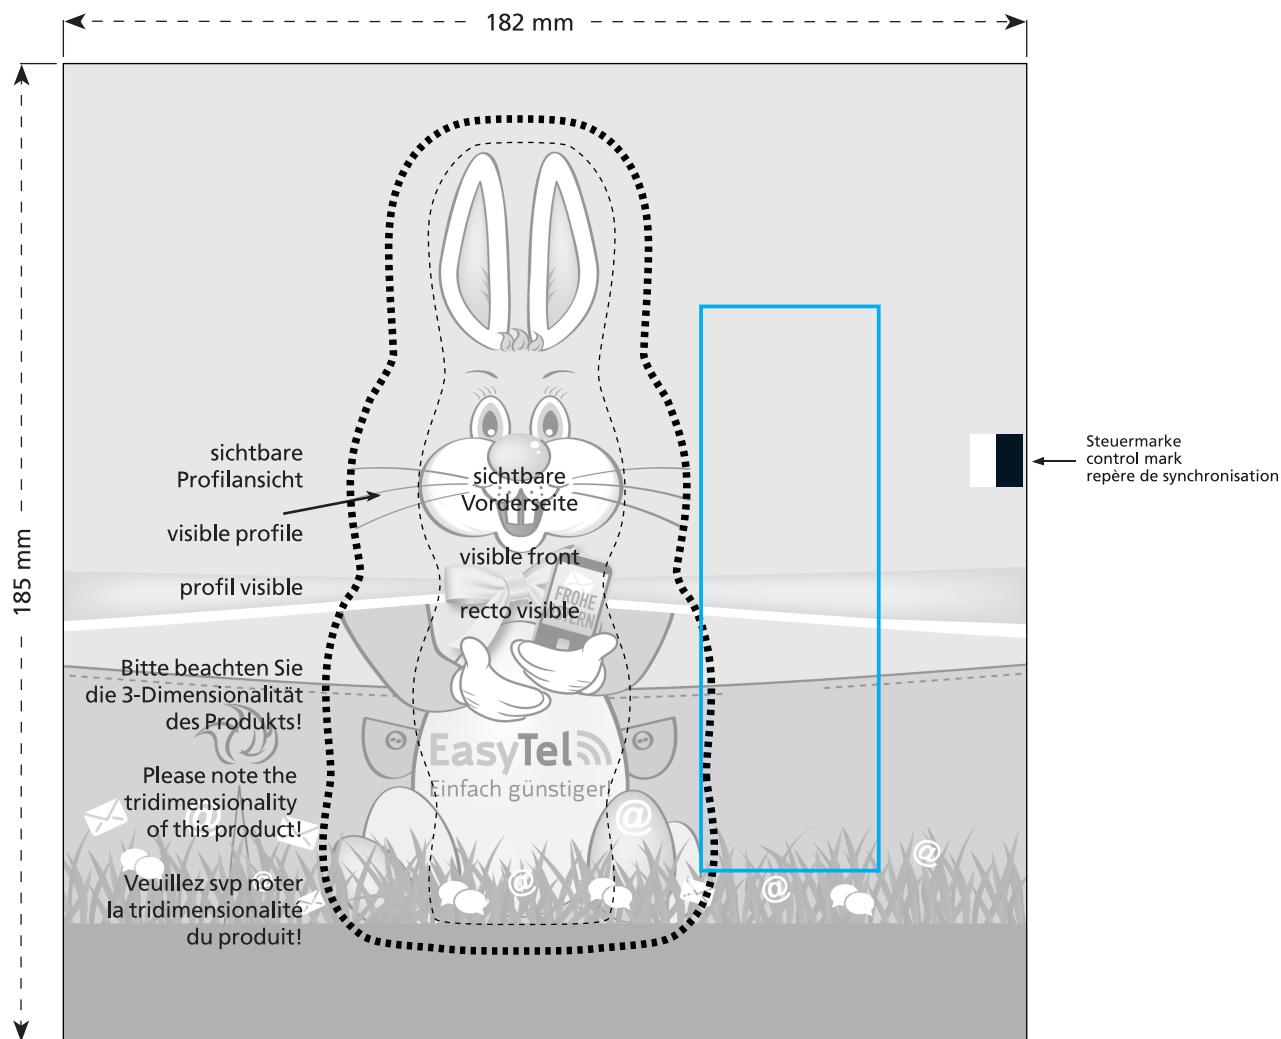 182 mm
185 mm
sichtbare
Profilansicht
visible profile
profil visible
Bitte beachten Sie
die 3-Dimensionalität
des Produkts!
Please note the
tridimensionality
of this product!
Veuillez svp noter
la tridimensionalité
du produit!
sichtbare
Vorderseite
visible front
recto visible
FROHE
STERN
EasyTel
Einfach günstiger!
@
@
@
@
@
@
Steuermarke
control mark
repère de synchronisation